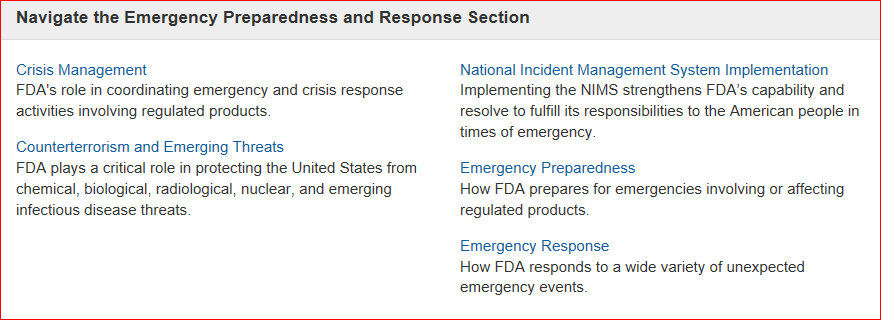 Navigate the Emergency Preparedness and Response Section
Crisis Management
FDA's role in coordinating emergency and crisis response
activities involving regulated products.
Counterterrorism and Emerging Threats
FDA plays a critical role in protecting the United States from
chemical, biological, radiological, nuclear, and emerging
infectious disease threats.
National Incident Management System Implementation
Implementing the NIMS strengthens FDA’s capability and
resolve to fulfill its responsibilities to the American people in
times of emergency.
Emergency Preparedness
How FDA prepares for emergencies involving or affecting
regulated products.
Emergency Response
How FDA responds to a wide variety of unexpected
emergency events.